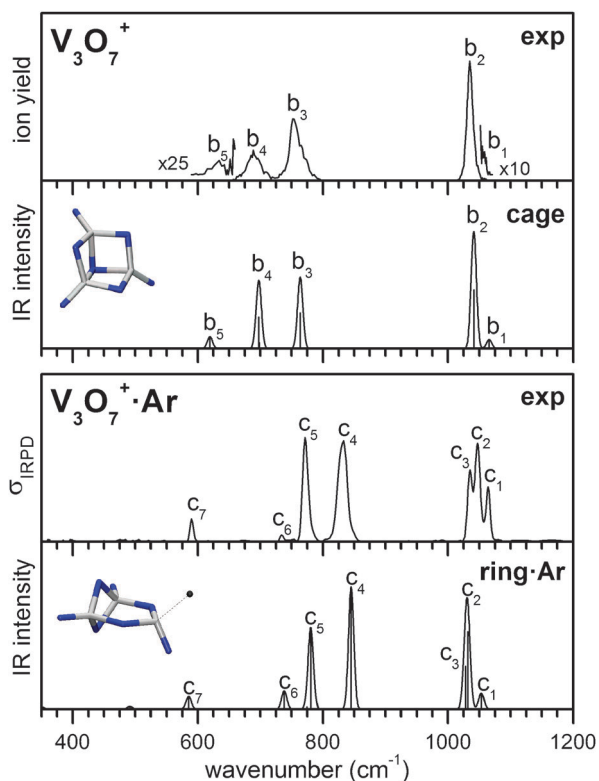 V₃O₇⁺ exp
ion yield
b₂
b₃
b₁
b₅ b₄
x25 x10
cage
IR intensity
b₂
b₄ b₃
b₅ b₁
V₃O₇⁺·Ar exp
σIRPD
c₅ c₄ c₂
c₃
c₁
c₇ c₆
ring·Ar
IR intensity
c₄ c₂
c₅
c₃
c₇ c₆ c₁
400 600 800 1000 1200
wavenumber (cm⁻¹)